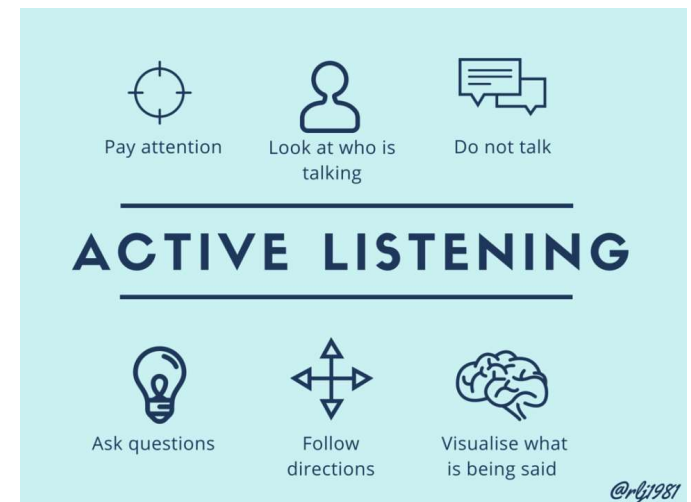 Pay attention
Look at who is
talking
Do not talk
ACTIVE LISTENING
Ask questions
Follow
directions
Visualise what
is being said
@rlj1981